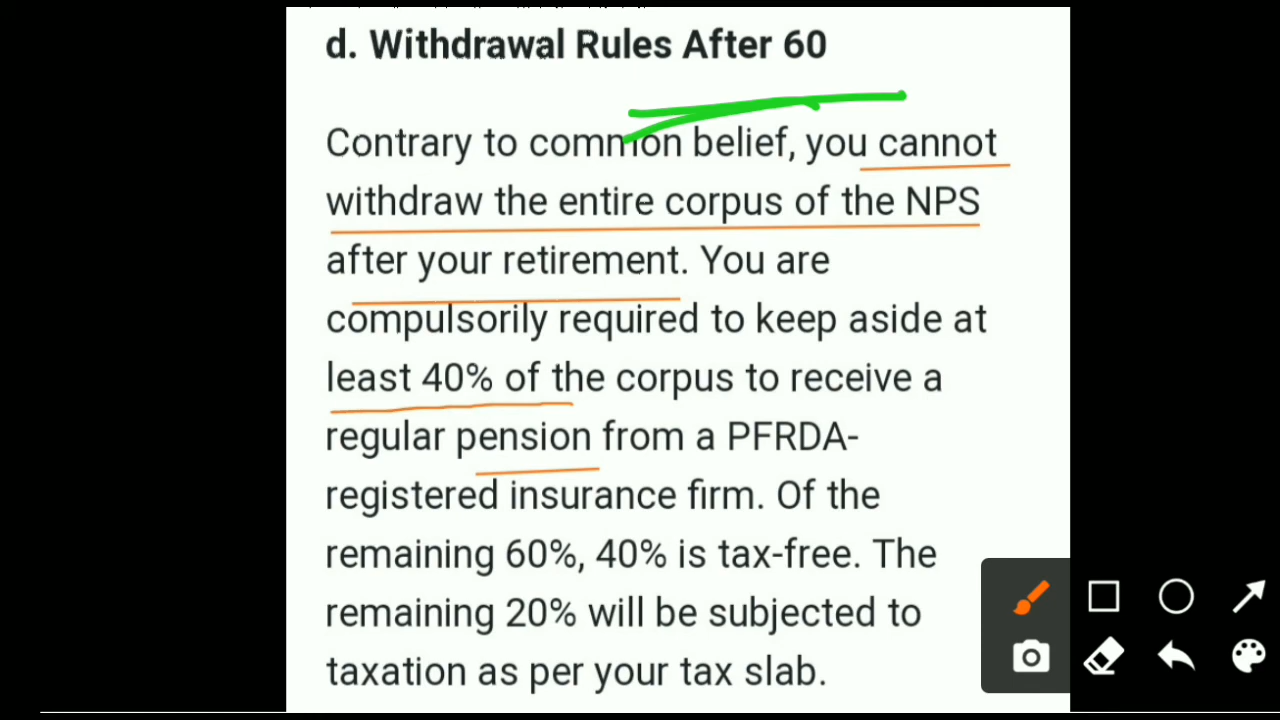 d. Withdrawal Rules After 60
Contrary to common belief, you cannot
withdraw the entire corpus of the NPS
after your retirement. You are
compulsorily required to keep aside at
least 40% of the corpus to receive a
regular pension from a PFRDA-
registered insurance firm. Of the
remaining 60%, 40% is tax-free. The
remaining 20% will be subjected to
taxation as per your tax slab.